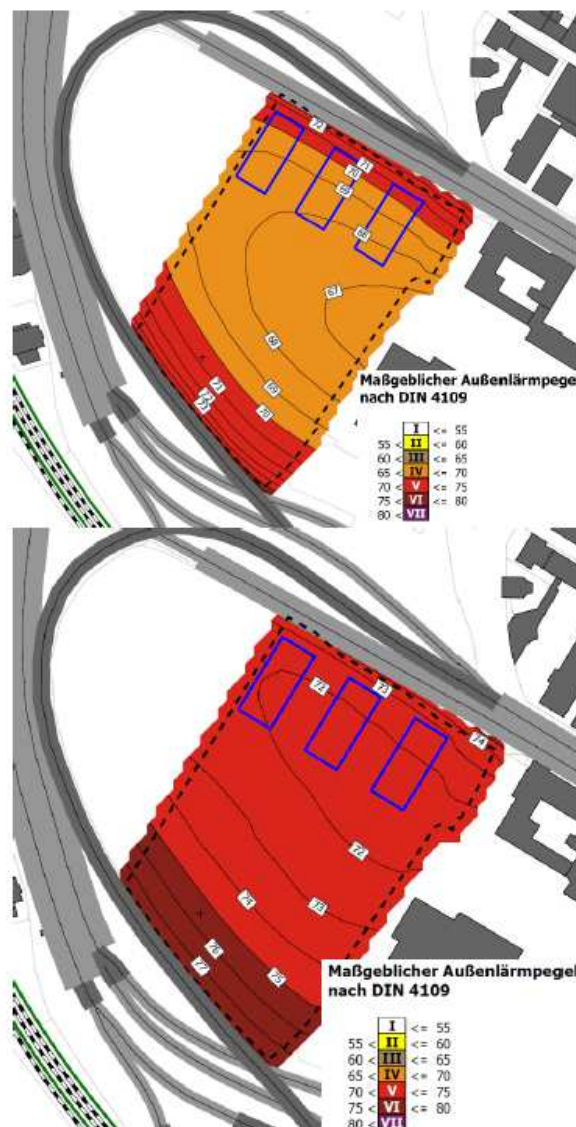 72
71
70
69
68
67
68
69
70
71
72
73
Maßgeblicher Außenlärmpege
nach DIN 4109
I <= 55
55 < II <= 60
60 < III <= 65
65 < IV <= 70
70 < V <= 75
75 < VI <= 80
80 < VII
73
72
74
72
73
74
75
76
77
Maßgeblicher Außenlärmpegel
nach DIN 4109
I <= 55
55 < II <= 60
60 < III <= 65
65 < IV <= 70
70 < V <= 75
75 < VI <= 80
80 < VII